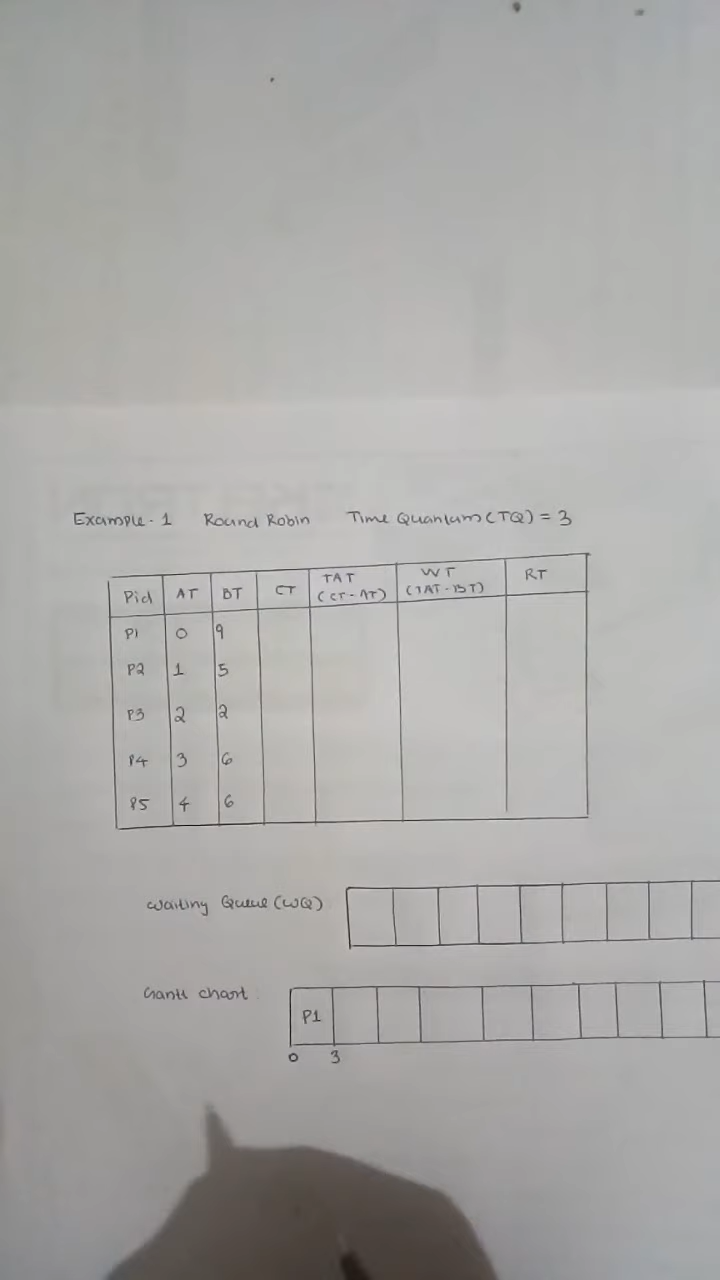 Example. 1 Round Robin Time Quantum (TQ) = 3
Pid AT BT CT TAT (CT - AT) WT (TAT - BT) RT
P1 0 9
P2 1 5
P3 2 2
P4 3 6
P5 4 6
Waiting Queue (WQ)
Gantt chart :
P1
0 3